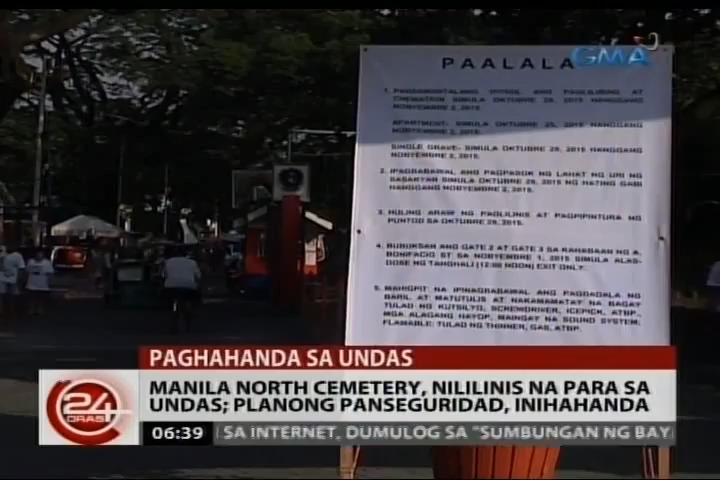 GMA
PAALALA
1. PANSAMANTALANG ITITIGIL ANG PAGLILIBING AT
CREMATION SIMULA OKTUBRE 28, 2015 HANGGANG
NOBYEMBRE 2, 2015.
APARTMENT- SIMULA OKTUBRE 25, 2015 HANGGANG
NOBYEMBRE 2, 2015.
SINGLE GRAVE- SIMULA OKTUBRE 25, 2015 HANGGANG
NOBYEMBRE 2, 2015.
2. IPAGBABAWAL ANG PAGPASOK NG LAHAT NG URI NG
SASAKYAN SIMULA OKTUBRE 29, 2015 NG HATING GABI
HANGGANG NOBYEMBRE 2, 2015.
3. HULING ARAW NG PAGLILINIS AT PAGPIPINTURA NG
PUNTOD SA OKTUBRE 28, 2015.
4. BUBUKSAN ANG GATE 2 AT GATE 3 SA KAHABAAN NG A.
BONIFACIO ST SA NOBYEMBRE 1, 2015 SIMULA ALAS-
DOSE NG TANGHALI (12:00 NOON) EXIT ONLY.
5. MAHIGPIT NA IPINAGBABAWAL ANG PAGDADALA NG
BARIL AT MATUTULIS AT NAKAMAMATAY NA BAGAY
TULAD NG KUTSILYO, SCREWDRIVER, ICEPICK, ATBP.,
MGA ALAGANG HAYOP, MAINGAY NA SOUND SYSTEM,
FLAMABLE: TULAD NG THINNER, GAS, ATBP.
PAGHAHANDA SA UNDAS
24 ORAS
MANILA NORTH CEMETERY, NILILINIS NA PARA SA
UNDAS; PLANONG PANSEGURIDAD, INIHAHANDA
06:39 SA INTERNET, DUMULOG SA "SUMBUNGAN NG BAY